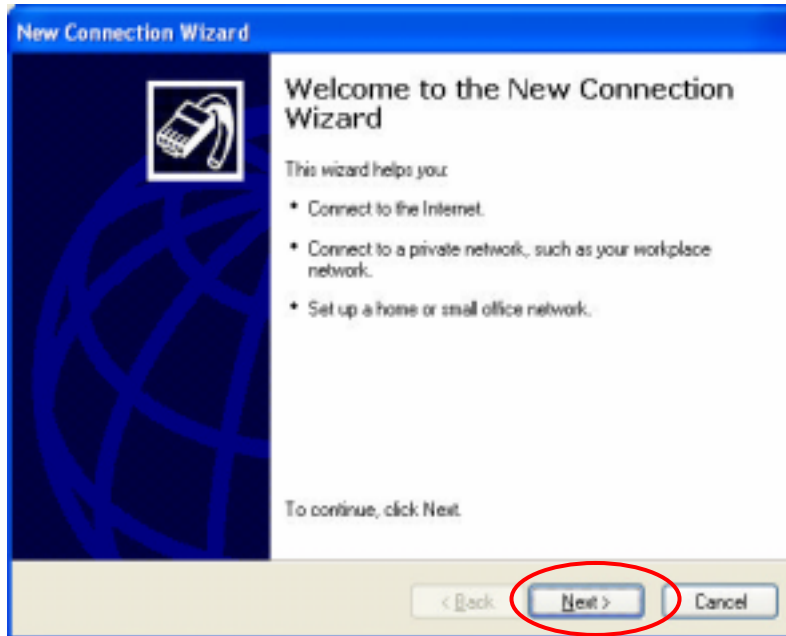 New Connection Wizard
Welcome to the New Connection
Wizard
This wizard helps you:
• Connect to the Internet.
• Connect to a private network, such as your workplace
network.
• Set up a home or small office network.
To continue, click Next.
< Back
Next >
Cancel